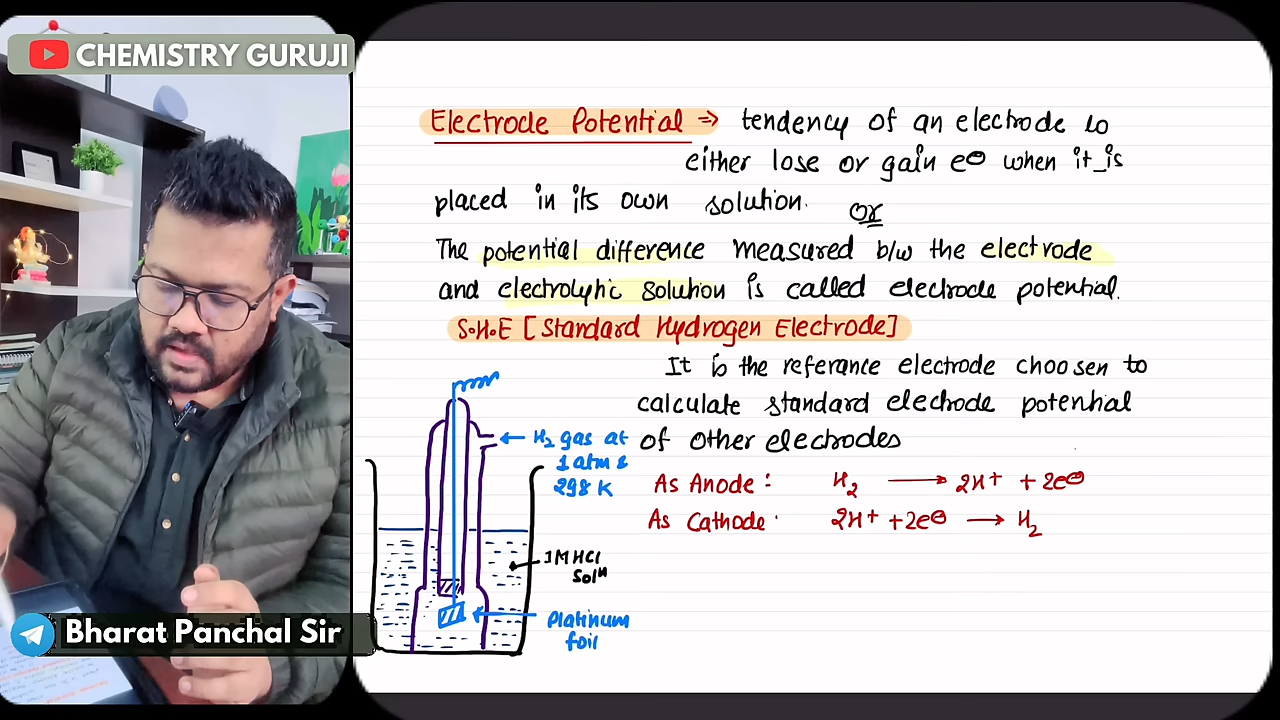 CHEMISTRY GURUJI
Electrode Potential ⇒ tendency of an electrode to
either lose or gain e⊖ when it is
placed in its own solution.
Or
The potential difference measured b/w the electrode
and electrolytic solution is called electrode potential.
S.H.E [Standard Hydrogen Electrode]
It is the referance electrode choosen to
calculate standard electrode potential
of other electrodes
As Anode : H₂ → 2H+ + 2e⊖
As Cathode : 2H+ + 2e⊖ → H₂
← H₂ gas at
1 atm &
298 K
1M HCl
Solⁿ
Platinum
foil
Bharat Panchal Sir